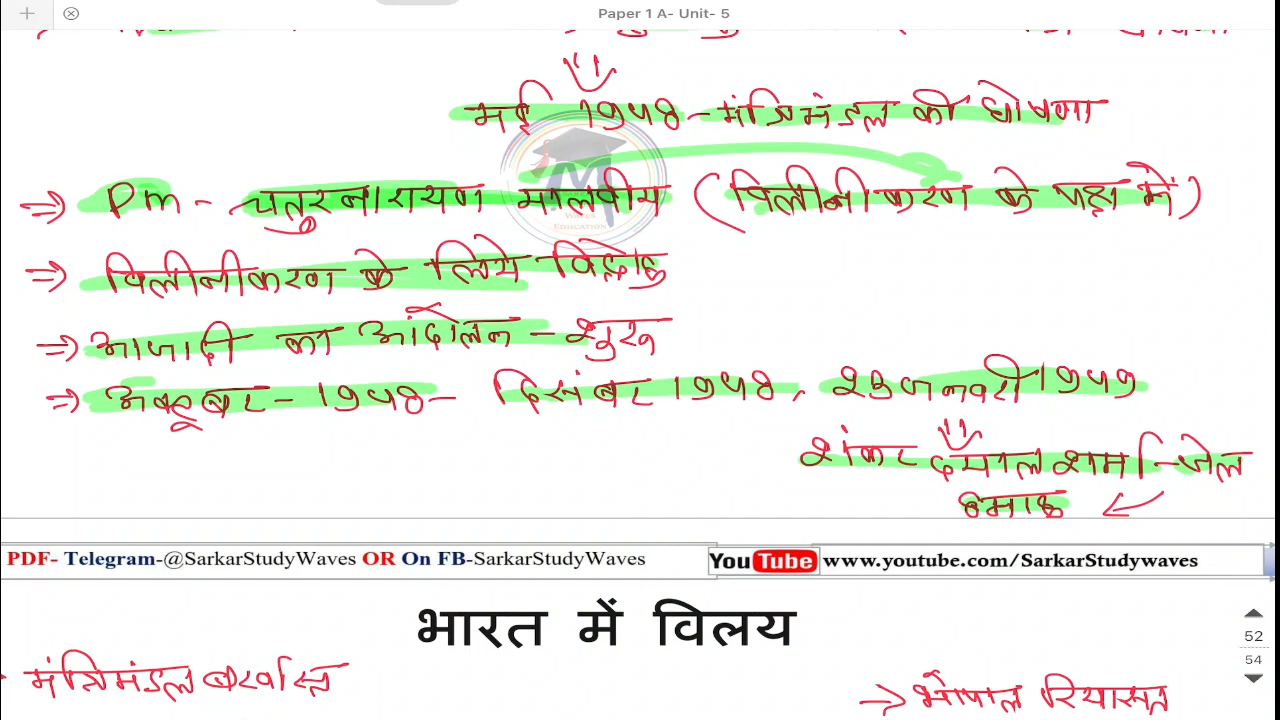 Paper 1 A- Unit- 5
मई 1948 - मंत्रिमंडल की घोषणा
⇒ Pm - चतुरनारायण मालवीय (विलीनीकरण के पक्ष में)
⇒ विलीनीकरण के लिये विद्रोह
⇒ आजादी का आंदोलन - शुरू
⇒ अक्टूबर - 1948 - दिसंबर 1948, 23 जनवरी 1949
शंकर दयाल शर्मा - जेल
8 माह
PDF- Telegram-@SarkarStudyWaves OR On FB-SarkarStudyWaves
YouTube www.youtube.com/SarkarStudywaves
भारत में विलय
52
54
मंत्रिमंडल बर्खास्त
→ भोपाल रियासत